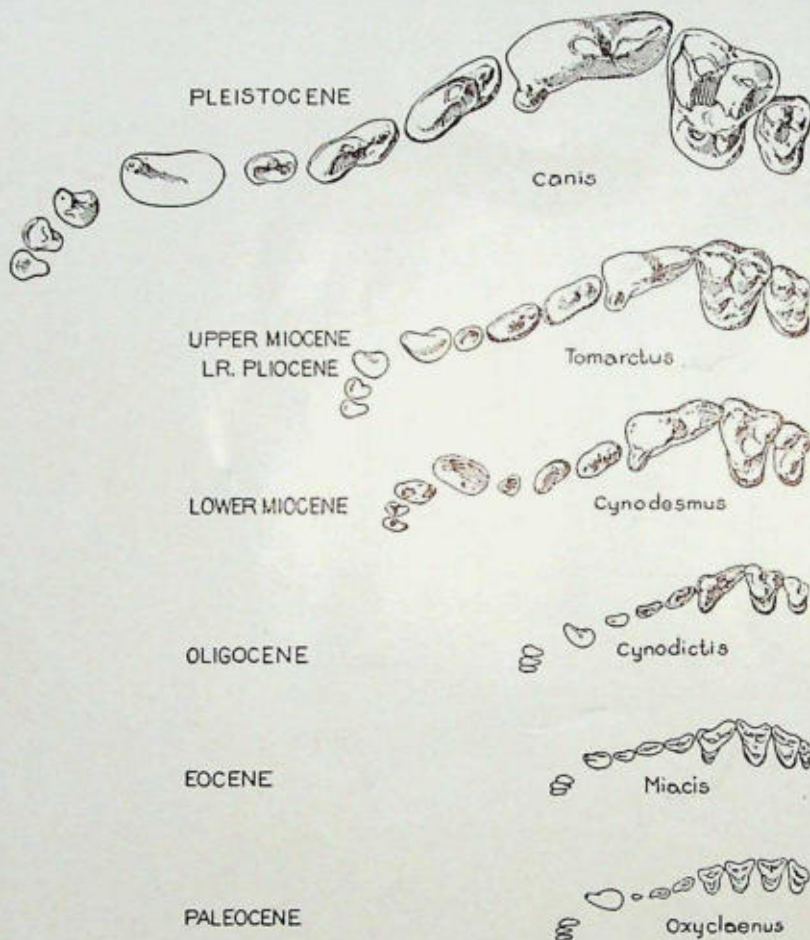 PLEISTOCENE
Canis
UPPER MIOCENE
LR. PLIOCENE
Tomarctus
LOWER MIOCENE
Cynodesmus
OLIGOCENE
Cynodictis
EOCENE
Miacis
PALEOCENE
Oxyclaenus